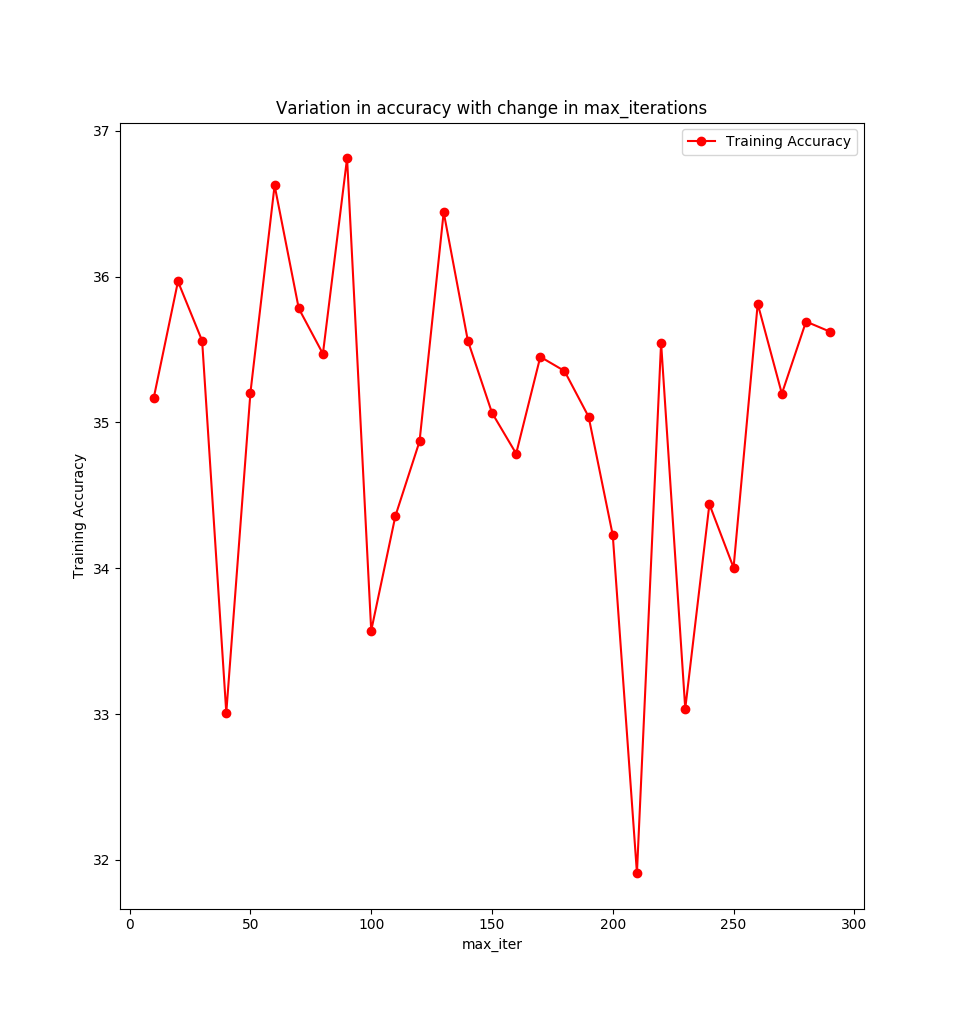 Variation in accuracy with change in max_iterations
Training Accuracy
37
36
35
34
33
32
Training Accuracy
0 50 100 150 200 250 300
max_iter